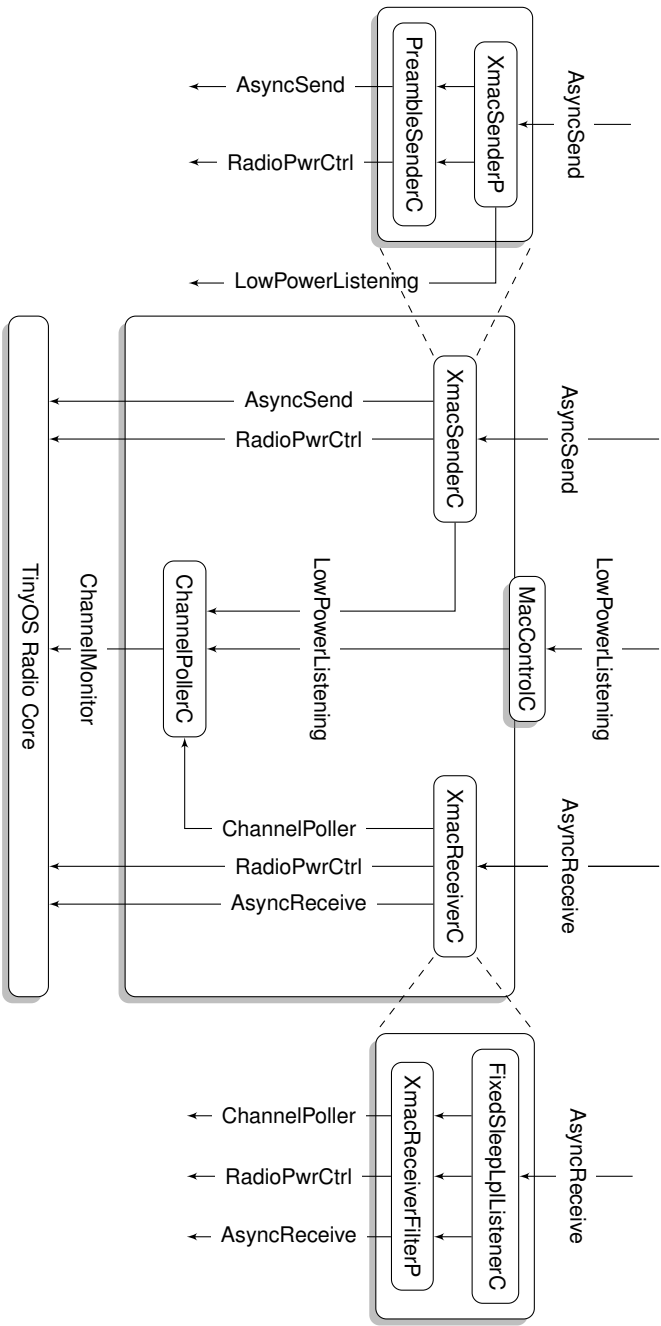 AsyncSend
XmacSenderP
PreambleSenderC
AsyncSend
RadioPwrCtrl
LowPowerListening
AsyncSend
XmacSenderC
AsyncSend
RadioPwrCtrl
LowPowerListening
MacControlC
LowPowerListening
ChannelPollerC
ChannelMonitor
TinyOS Radio Core
AsyncReceive
XmacReceiverC
ChannelPoller
RadioPwrCtrl
AsyncReceive
AsyncReceive
FixedSleepLplListenerC
XmacReceiverFilterP
ChannelPoller
RadioPwrCtrl
AsyncReceive